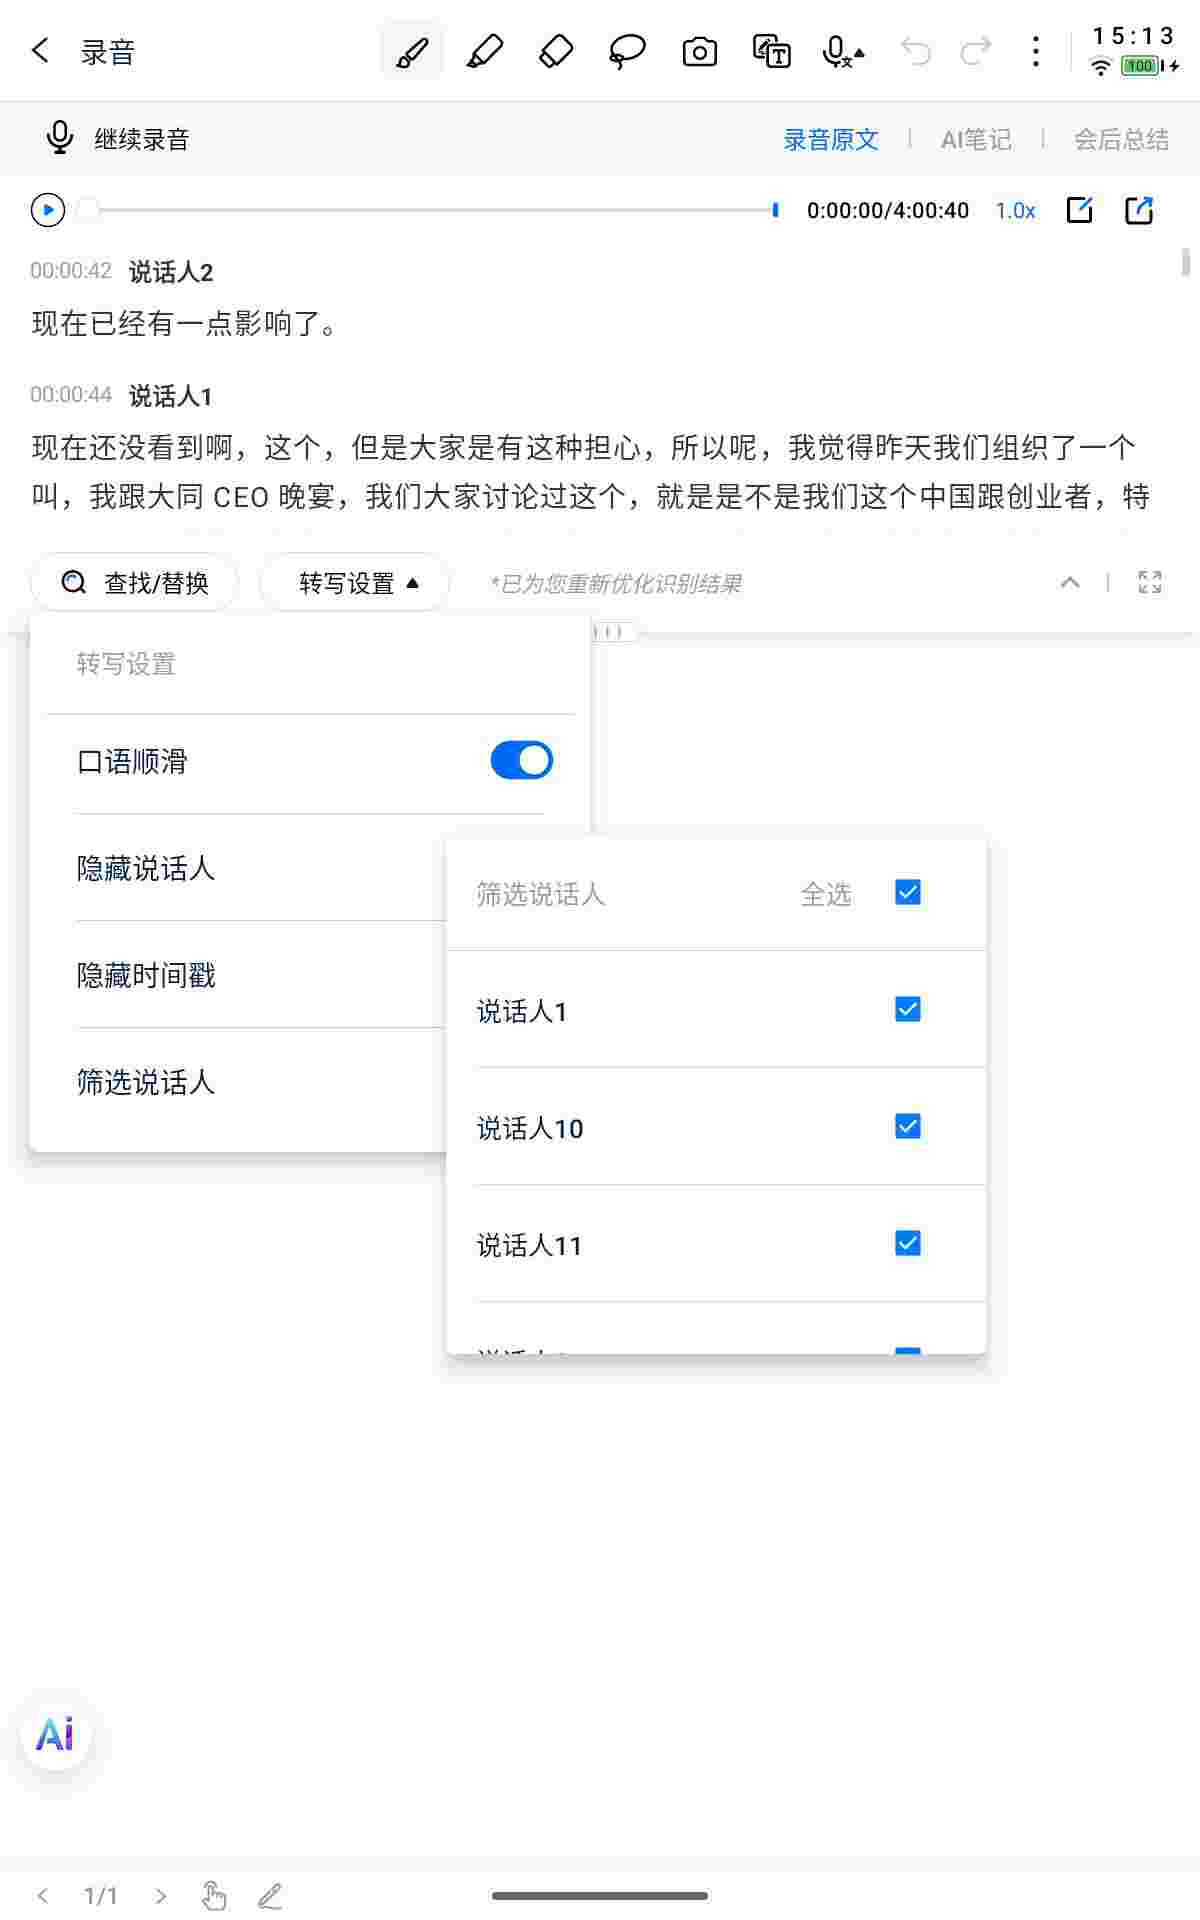 录音
15:13
100
继续录音
录音原文
AI笔记
会后总结
0:00:00/4:00:40
1.0x
00:00:42 说话人2
现在已经有一点影响了。
00:00:44 说话人1
现在还没看到啊，这个，但是大家是有这种担心，所以呢，我觉得昨天我们组织了一个
叫，我跟大同 CEO 晚宴，我们大家讨论过这个，就是是不是我们这个中国跟创业者，特
查找/替换
转写设置
*已为您重新优化识别结果
转写设置
口语顺滑
隐藏说话人
隐藏时间戳
筛选说话人
筛选说话人
全选
说话人1
说话人10
说话人11
Ai
1/1